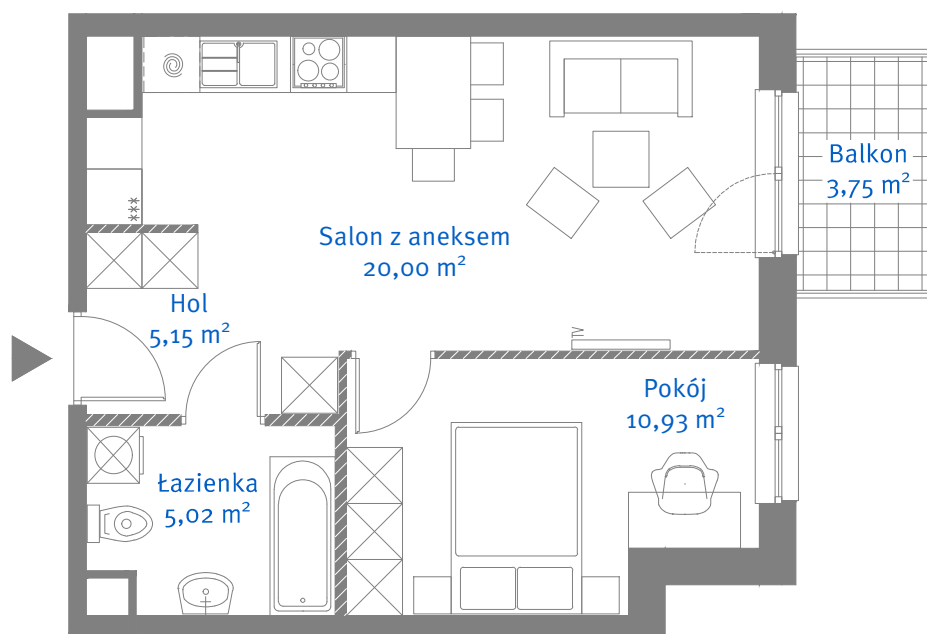 Balkon
3,75 m²
Salon z aneksem
20,00 m²
Hol
5,15 m²
TV
Pokój
10,93 m²
Łazienka
5,02 m²